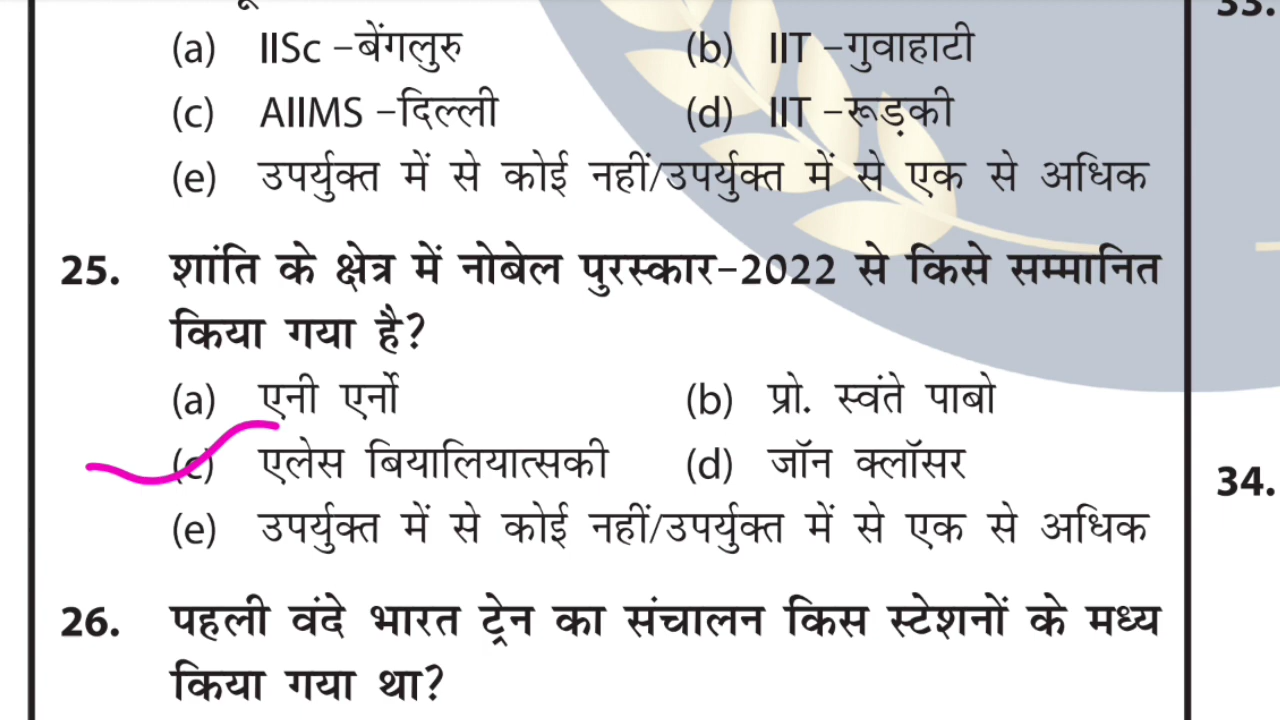 33.
(a) IISc –बेंगलुरु (b) IIT –गुवाहाटी
(c) AIIMS –दिल्ली (d) IIT –रूड़की
(e) उपर्युक्त में से कोई नहीं/उपर्युक्त में से एक से अधिक
25. शांति के क्षेत्र में नोबेल पुरस्कार–2022 से किसे सम्मानित
किया गया है?
(a) एनी एर्नो (b) प्रो. स्वंते पाबो
(c) एलेस बियालियात्सकी (d) जॉन क्लॉसर
34.
(e) उपर्युक्त में से कोई नहीं/उपर्युक्त में से एक से अधिक
26. पहली वंदे भारत ट्रेन का संचालन किस स्टेशनों के मध्य
किया गया था?